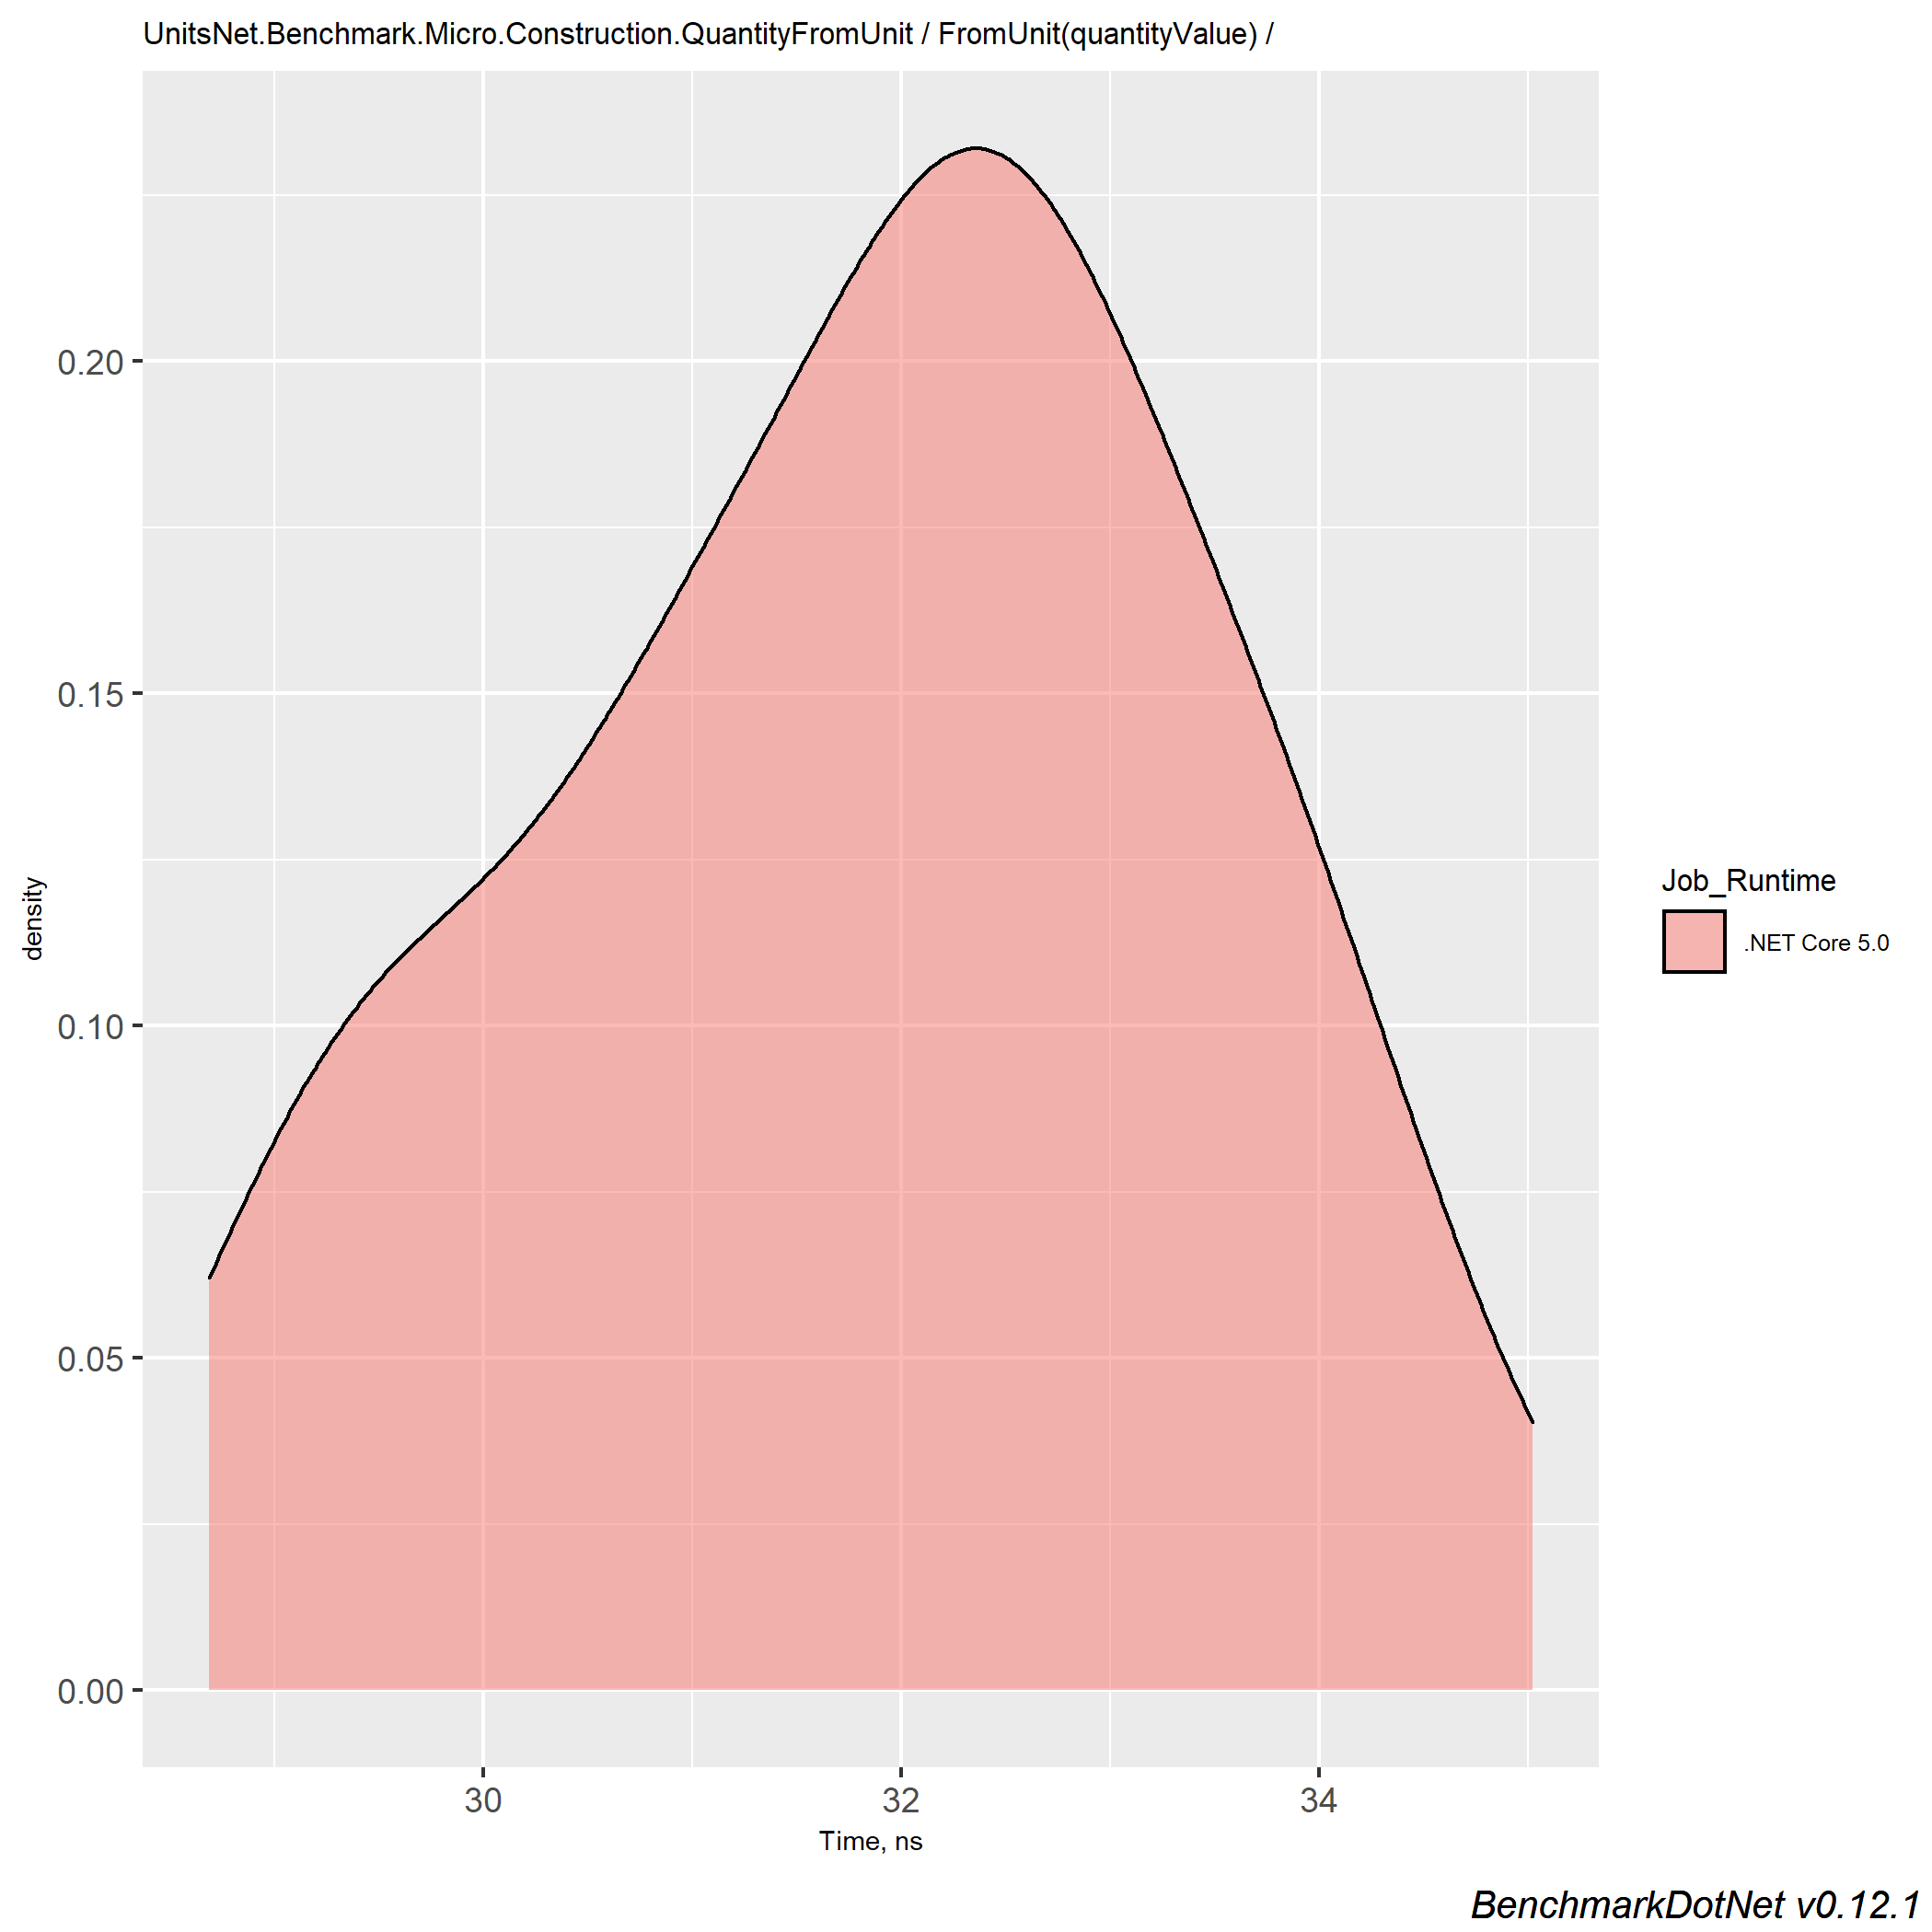 UnitsNet.Benchmark.Micro.Construction.QuantityFromUnit / FromUnit(quantityValue) /
0.20
0.15
0.10
0.05
0.00
density
30 32 34
Time, ns
Job_Runtime
.NET Core 5.0
BenchmarkDotNet v0.12.1